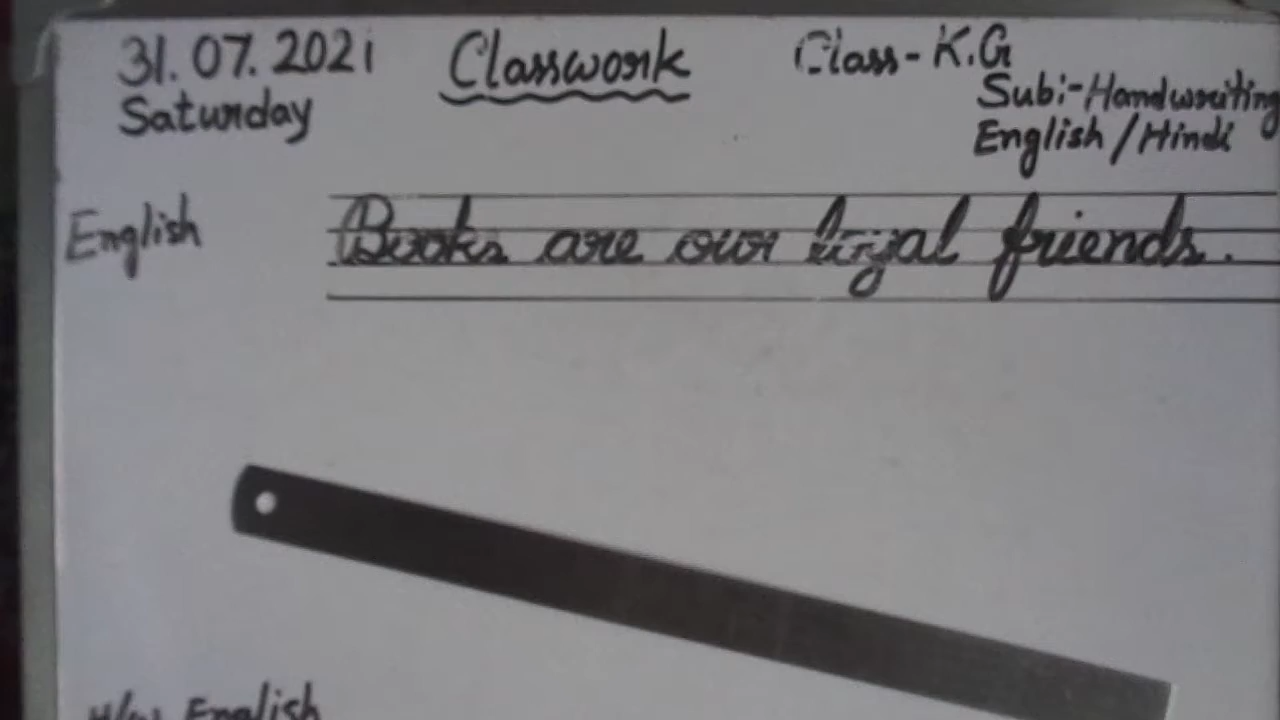 31.07.2021 Classwork Class-K.G
Saturday Sub:-Handwriting
English/Hindi
English Books are our loyal friends.
H/w English